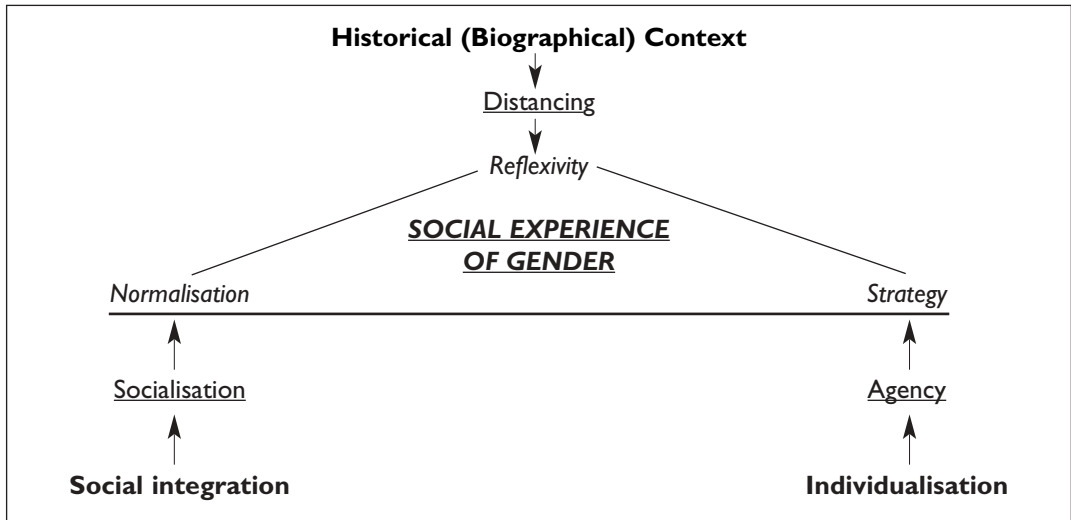 Historical (Biographical) Context
Distancing
Reflexivity
SOCIAL EXPERIENCE
OF GENDER
Normalisation Strategy
Socialisation Agency
Social integration Individualisation